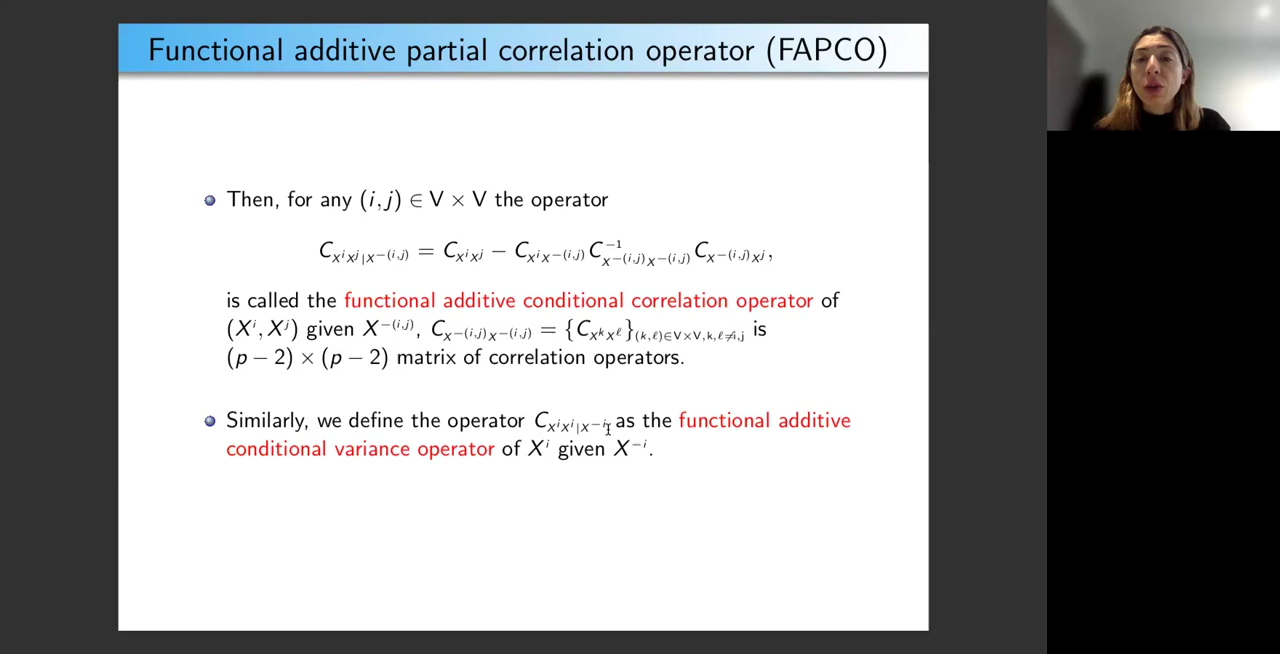 Functional additive partial correlation operator (FAPCO)
Then, for any (i, j) ∈ V × V the operator
C_{X^i X^j | X^{-(i,j)}} = C_{X^i X^j} − C_{X^i X^{-(i,j)}} C^{-1}_{X^{-(i,j)} X^{-(i,j)}} C_{X^{-(i,j)} X^j},
is called the functional additive conditional correlation operator of
(X^i, X^j) given X^{-(i,j)}, C_{X^{-(i,j)} X^{-(i,j)}} = {C_{X^k X^ℓ}}_{(k,ℓ)∈V×V,k,ℓ≠i,j} is
(p − 2) × (p − 2) matrix of correlation operators.
Similarly, we define the operator C_{X^i X^i | X^{-i}} as the functional additive
conditional variance operator of X^i given X^{-i}.